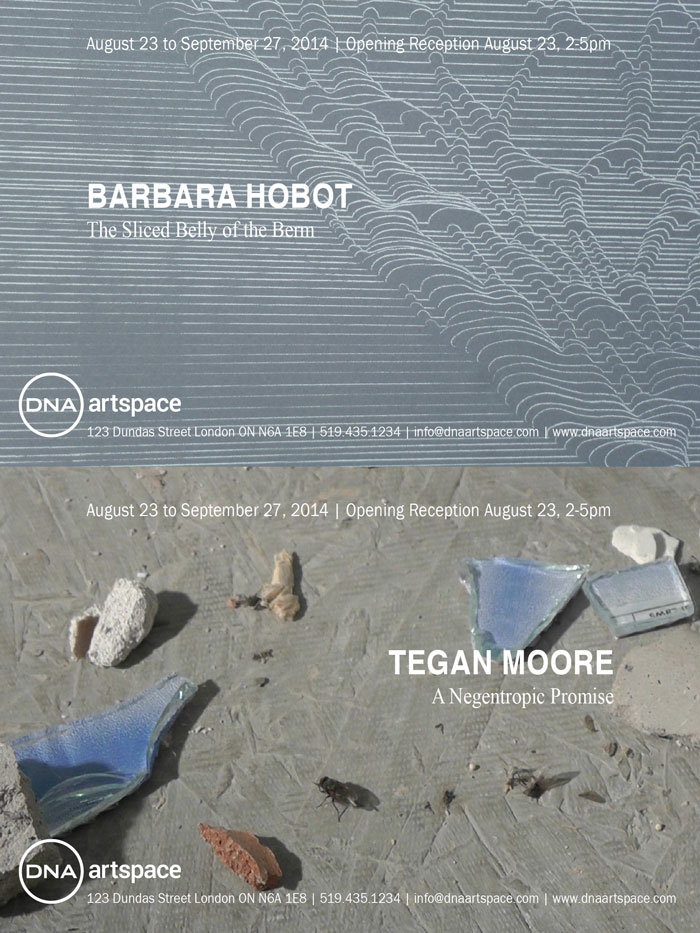 August 23 to September 27, 2014 | Opening Reception August 23, 2-5pm
BARBARA HOBOT
The Sliced Belly of the Berm
DNA artspace
123 Dundas Street London ON N6A 1E8 | 519.435.1234 | info@dnaartspace.com | www.dnaartspace.com
August 23 to September 27, 2014 | Opening Reception August 23, 2-5pm
TEGAN MOORE
A Negentropic Promise
DNA artspace
123 Dundas Street London ON N6A 1E8 | 519.435.1234 | info@dnaartspace.com | www.dnaartspace.com